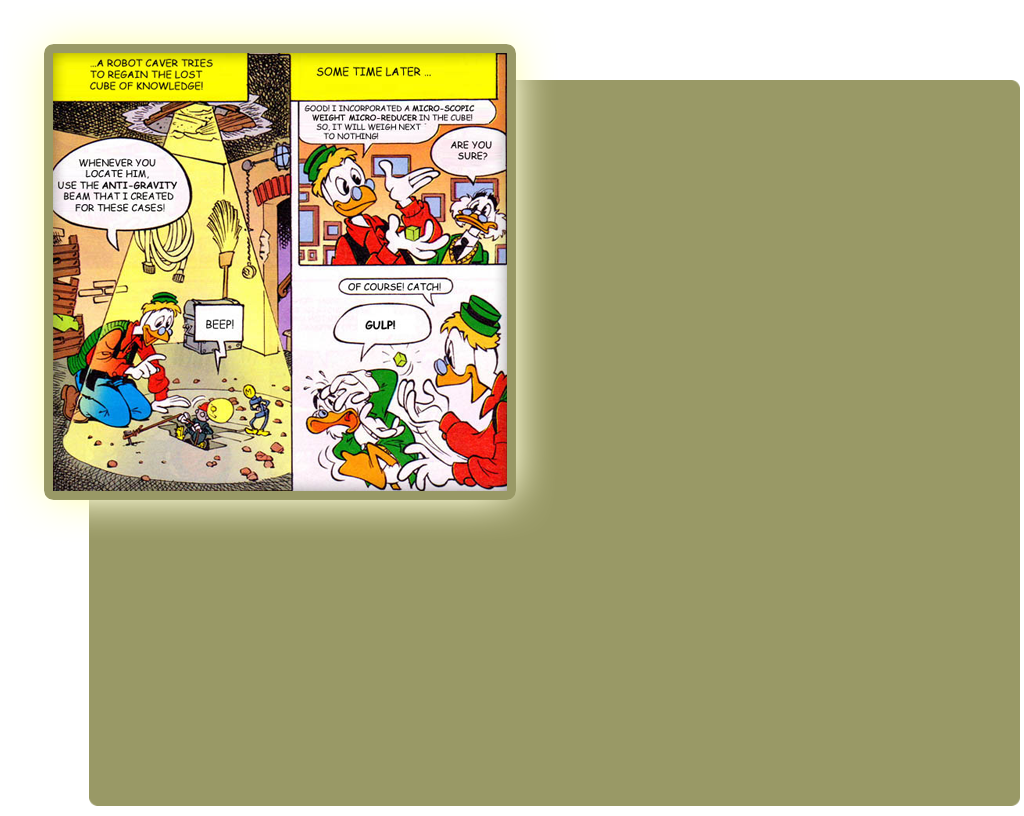 ...A ROBOT CAVER TRIES
TO REGAIN THE LOST
CUBE OF KNOWLEDGE!
WHENEVER YOU
LOCATE HIM,
USE THE ANTI-GRAVITY
BEAM THAT I CREATED
FOR THESE CASES!
BEEP!
SOME TIME LATER ...
GOOD! I INCORPORATED A MICRO-SCOPIC
WEIGHT MICRO-REDUCER IN THE CUBE!
SO, IT WILL WEIGH NEXT
TO NOTHING!
ARE YOU
SURE?
OF COURSE! CATCH!
GULP!